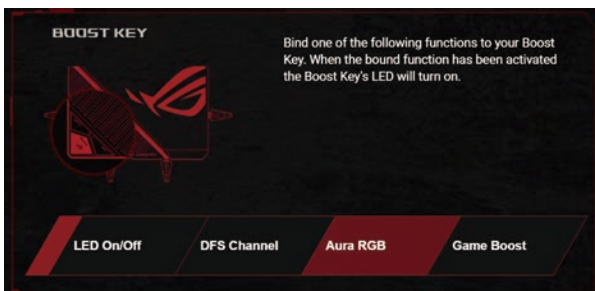 BOOST KEY
Bind one of the following functions to your Boost
Key. When the bound function has been activated
the Boost Key's LED will turn on.
LED On/Off
DFS Channel
Aura RGB
Game Boost